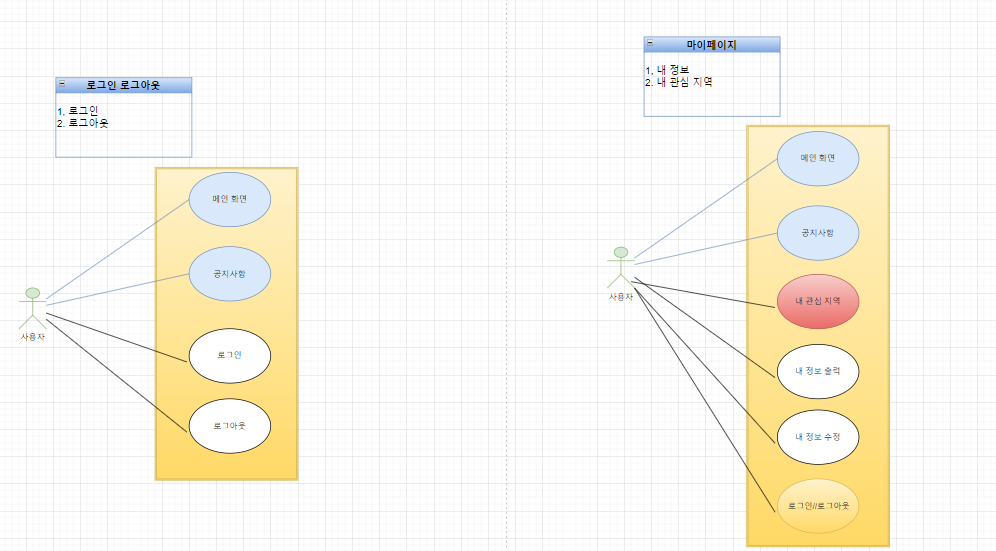 로그인 로그아웃
1. 로그인
2. 로그아웃
메인 화면
공지사항
사용자
로그인
로그아웃
마이페이지
1. 내 정보
2. 내 관심 지역
메인 화면
공지사항
사용자
내 관심 지역
내 정보 출력
내 정보 수정
로그인//로그아웃